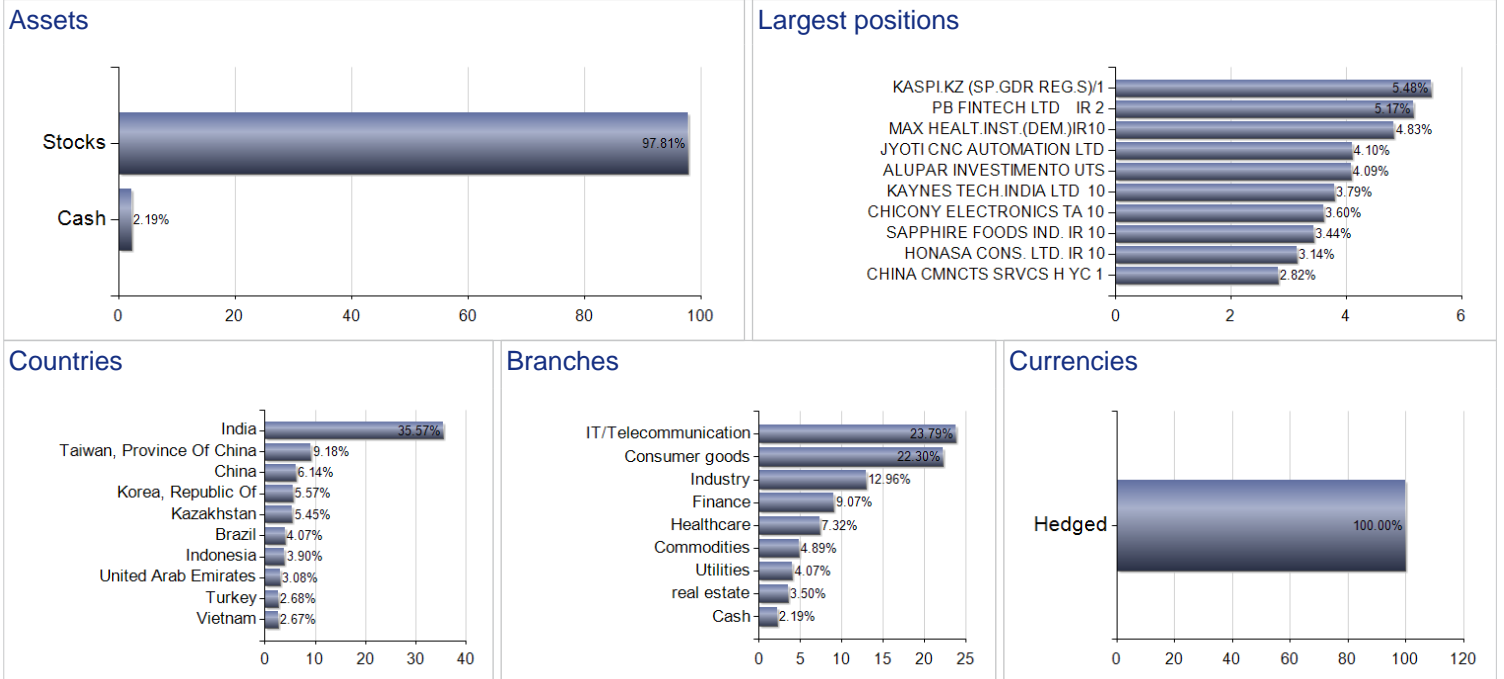 Assets
Stocks
97.81%
Cash
2.19%
0 20 40 60 80 100
Largest positions
KASPI.KZ (SP.GDR REG.S)/1 5.48%
PB FINTECH LTD IR 2 5.17%
MAX HEALT.INST.(DEM.)IR10 4.83%
JYOTI CNC AUTOMATION LTD 4.10%
ALUPAR INVESTIMENTO UTS 4.09%
KAYNES TECH.INDIA LTD 10 3.79%
CHICONY ELECTRONICS TA 10 3.60%
SAPPHIRE FOODS IND. IR 10 3.44%
HONASA CONS. LTD. IR 10 3.14%
CHINA CMNCTS SRVCS H YC 1 2.82%
0 2 4 6
Countries
India 35.57%
Taiwan, Province Of China 9.18%
China 6.14%
Korea, Republic Of 5.57%
Kazakhstan 5.45%
Brazil 4.07%
Indonesia 3.90%
United Arab Emirates 3.08%
Turkey 2.68%
Vietnam 2.67%
0 10 20 30 40
Branches
IT/Telecommunication 23.79%
Consumer goods 22.30%
Industry 12.96%
Finance 9.07%
Healthcare 7.32%
Commodities 4.89%
Utilities 4.07%
real estate 3.50%
Cash 2.19%
0 5 10 15 20 25
Currencies
Hedged 100.00%
0 20 40 60 80 100 120